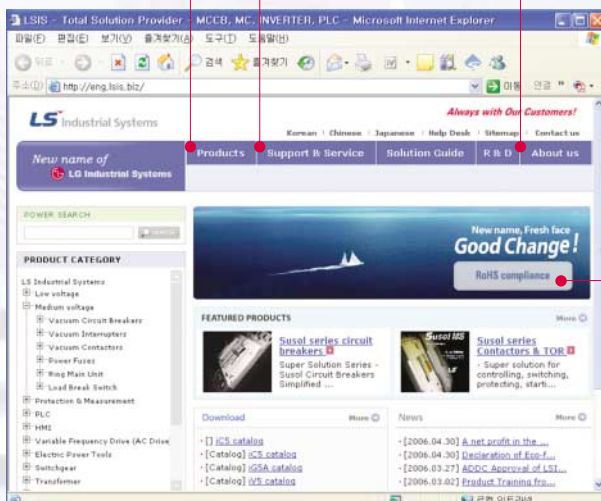 LSIS - Total Solution Provider - MCCB, MC, INVERTER, PLC - Microsoft Internet Explorer
파일(F) 편집(E) 보기(V) 즐겨찾기(A) 도구(T) 도움말(H)
뒤로 검색 즐겨찾기
주소(D) http://eng.lsis.biz/ 이동 연결 »
LS Industrial Systems
Always with Our Customers!
Korean Chinese Japanese Help Desk Sitemap Contact us
New name of
LG Industrial Systems
Products Support & Service Solution Guide R & D About us
POWER SEARCH
SEARCH
New name, Fresh face
Good Change!
RoHS compliance
PRODUCT CATEGORY
LS Industrial Systems
Low voltage
Medium voltage
Vacuum Circuit Breakers
Vacuum Interrupters
Vacuum Contactors
Power Fuzes
Ring Main Unit
Load Break Switch
Protection & Measurement
PLC
HMI
Variable Frequency Drive (AC Drive
Electric Power Tools
Switchgear
Transformer
FEATURED PRODUCTS More
Susol series circuit
breakers
Super Solution Series -
Susol Circuit Breakers
Simplified ...
Susol MS
Susol series
Contactors & TOR
- Super solution for
controlling, switching,
protecting, starti...
Download More
· [] iC5 catalog
· [Catalog] iC5 catalog
· [Catalog] iG5A catalog
· [Catalog] iV5 catalog
News More
· [2006.04.30] A net profit in the ...
· [2006.04.30] Declaration of Eco-f...
· [2006.03.27] ADDC Approval of LSI...
· [2006.03.02] Product Training fro...